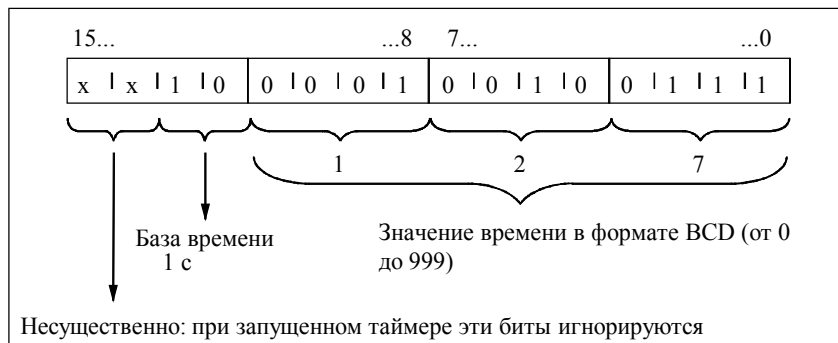 15... ...8 7... ...0
x x 1 0 0 0 0 1 0 0 1 0 0 1 1 1
1 2 7
База времени
1 с
Значение времени в формате BCD (от 0
до 999)
Несущественно: при запущенном таймере эти биты игнорируются